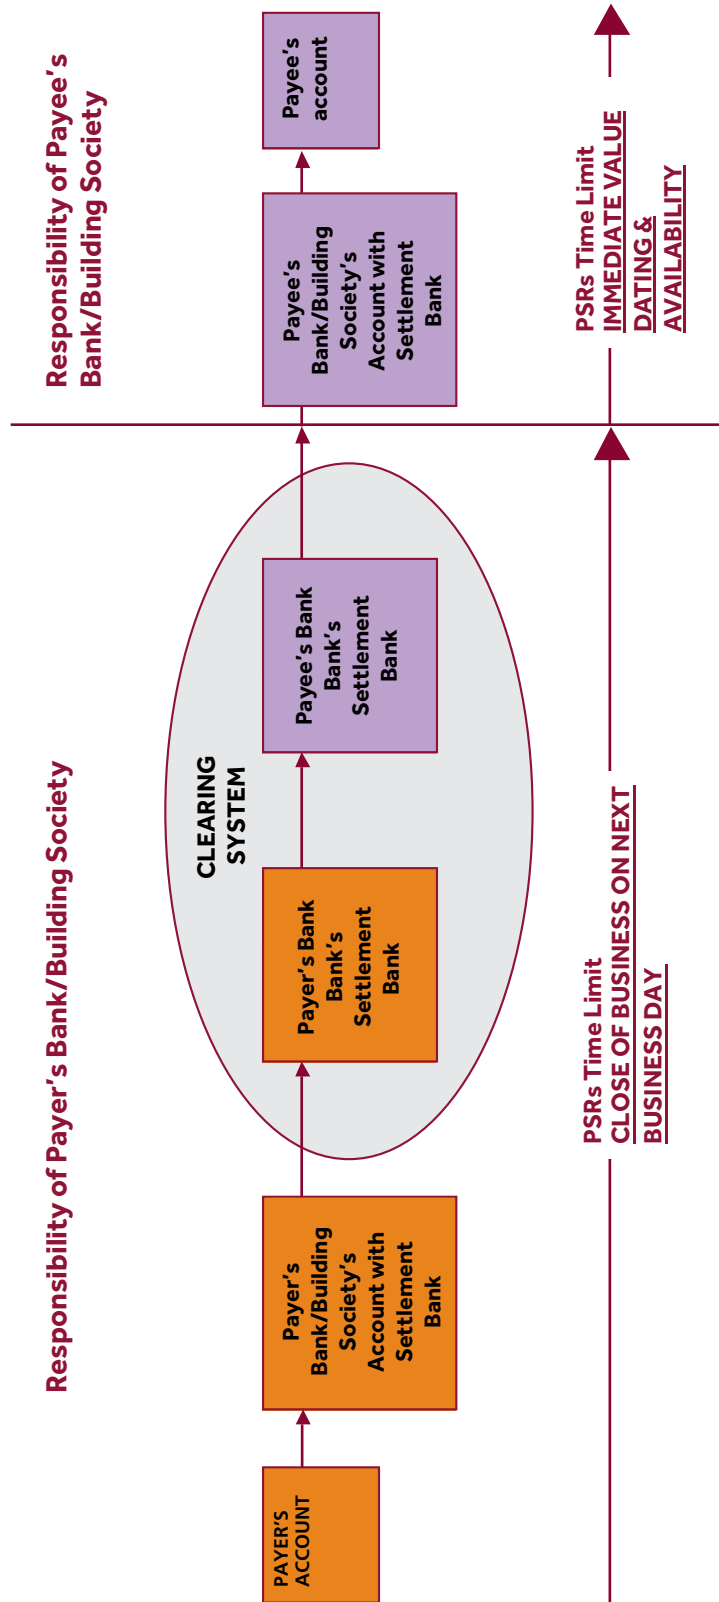 Responsibility of Payer's Bank/Building Society
Responsibility of Payee's
Bank/Building Society
CLEARING
SYSTEM
PAYER'S
ACCOUNT
Payer's
Bank/Building
Society's
Account with
Settlement
Bank
Payer's Bank
Bank's
Settlement
Bank
Payee's Bank
Bank's
Settlement
Bank
Payee's
Bank/Building
Society's
Account with
Settlement
Bank
Payee's
account
PSRs Time Limit
CLOSE OF BUSINESS ON NEXT
BUSINESS DAY
PSRs Time Limit
IMMEDIATE VALUE
DATING &
AVAILABILITY